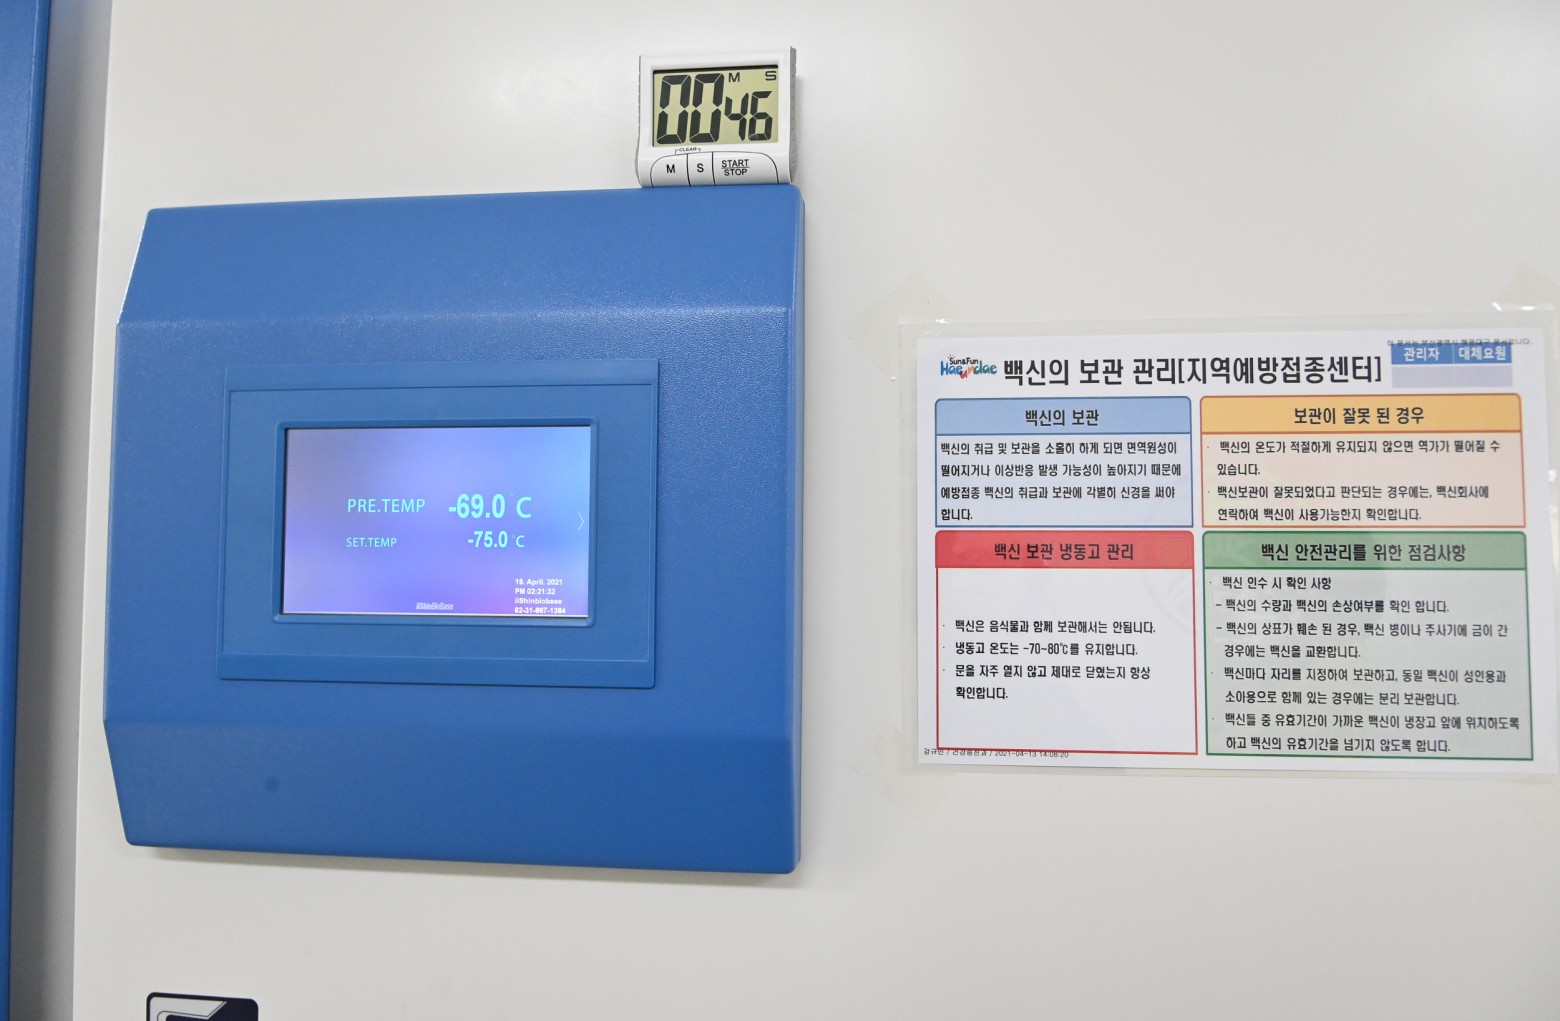 00 M 46 S
CLEAR
M S START
STOP
PRE.TEMP -69.0 °C
SET.TEMP -75.0 °C
19. April. 2021
PM 02:21:32
ilShinbiobase
82-31-867-1384
ilShinBioBase
Sun&Fun
Haeundae
백신의 보관 관리[지역예방접종센터]
관리자 대체요원
백신의 보관
백신의 취급 및 보관을 소홀히 하게 되면 면역원성이
떨어지거나 이상반응 발생 가능성이 높아지기 때문에
예방접종 백신의 취급과 보관에 각별히 신경을 써야
합니다.
보관이 잘못 된 경우
· 백신의 온도가 적절하게 유지되지 않으면 역가가 떨어질 수
있습니다.
· 백신보관이 잘못되었다고 판단되는 경우에는, 백신회사에
연락하여 백신이 사용가능한지 확인합니다.
백신 보관 냉동고 관리
· 백신은 음식물과 함께 보관해서는 안됩니다.
· 냉동고 온도는 -70~80℃를 유지합니다.
· 문을 자주 열지 않고 제대로 닫혔는지 항상
확인합니다.
백신 안전관리를 위한 점검사항
· 백신 인수 시 확인 사항
- 백신의 수량과 백신의 손상여부를 확인 합니다.
- 백신의 상표가 훼손 된 경우, 백신 병이나 주사기에 금이 간
경우에는 백신을 교환합니다.
· 백신마다 자리를 지정하여 보관하고, 동일 백신이 성인용과
소아용으로 함께 있는 경우에는 분리 보관합니다.
· 백신들 중 유효기간이 가까운 백신이 냉장고 앞에 위치하도록
하고 백신의 유효기간을 넘기지 않도록 합니다.
/ 건강증진과 / 2021-04-13 14:08:20